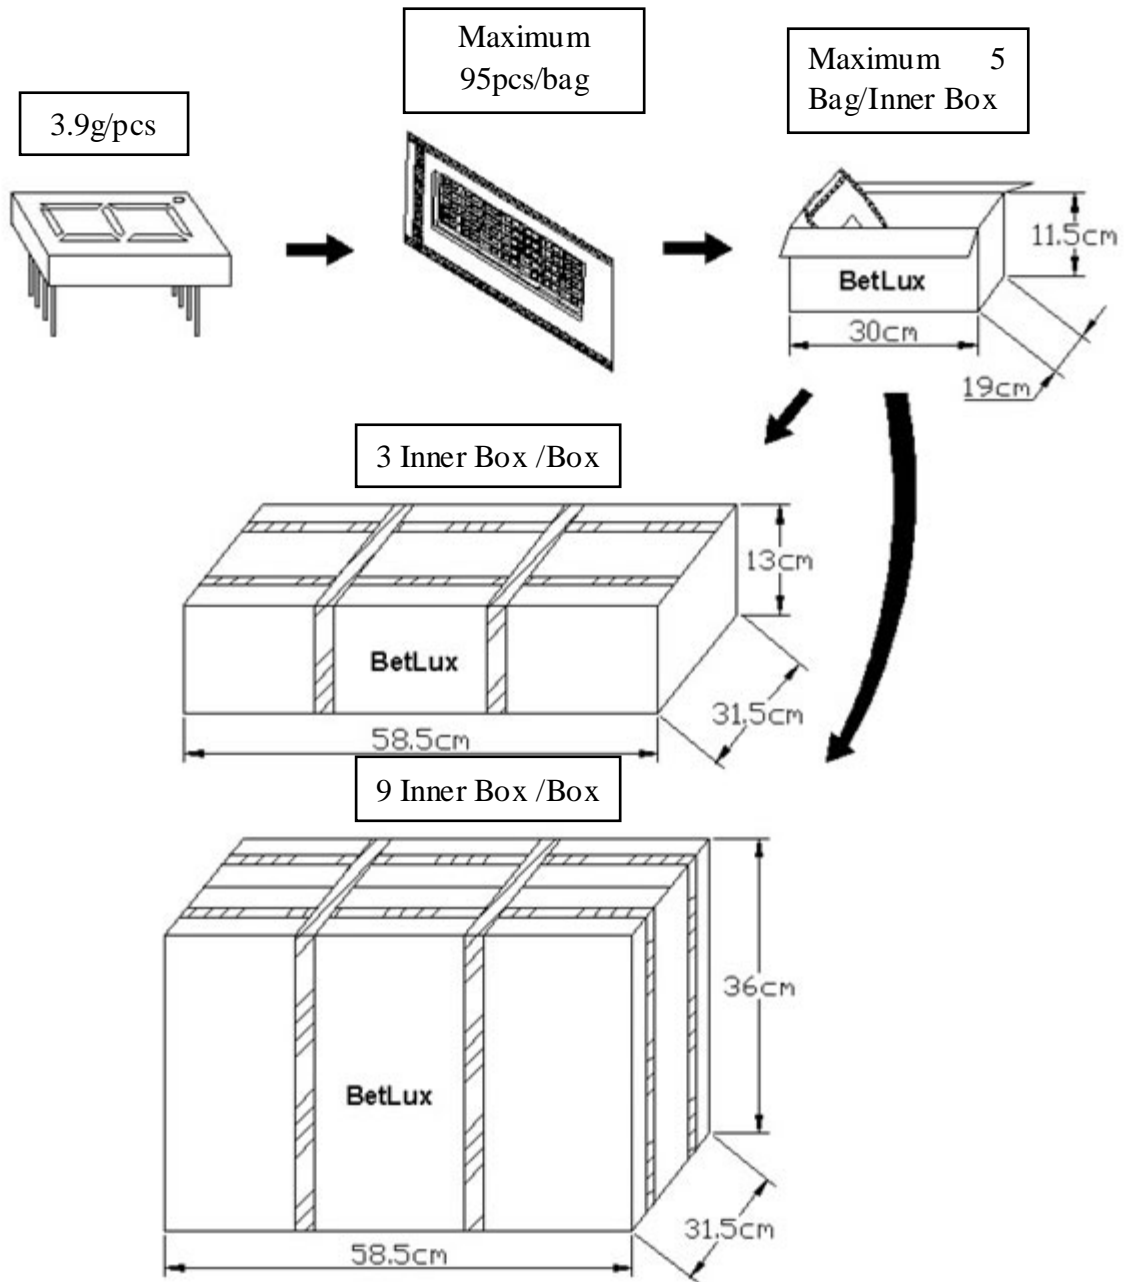 Maximum
95pcs/bag
Maximum 5
Bag/Inner Box
3.9g/pcs
11.5cm
BetLux
30cm
19cm
3 Inner Box /Box
13cm
BetLux
31.5cm
58.5cm
9 Inner Box /Box
36cm
BetLux
31.5cm
58.5cm